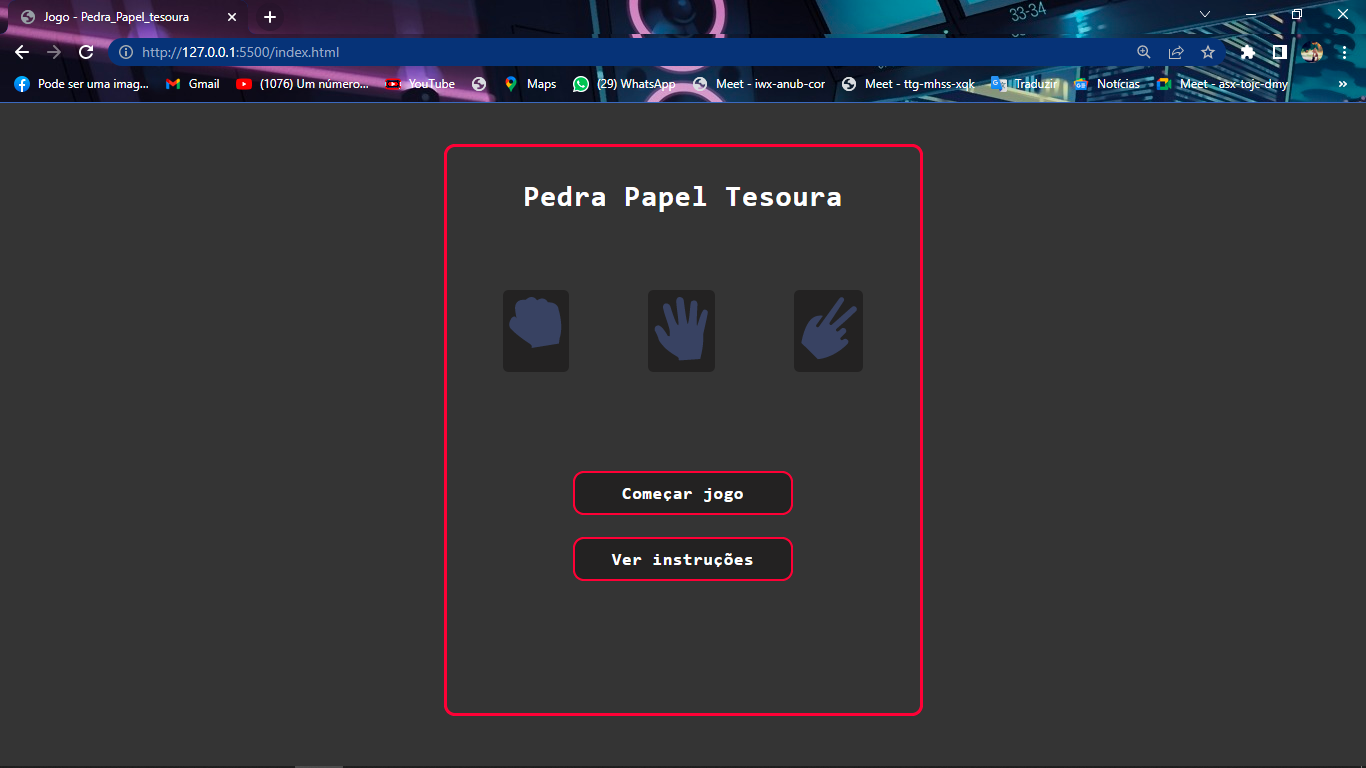 Jogo - Pedra_Papel_tesoura
33-34
http://127.0.0.1:5500/index.html
Pode ser uma imag... Gmail (1076) Um número... YouTube Maps (29) WhatsApp Meet - iwx-anub-cor Meet - ttg-mhss-xqk Traduzir Notícias Meet - asx-tojc-dmy »
Pedra Papel Tesoura
Começar jogo
Ver instruções